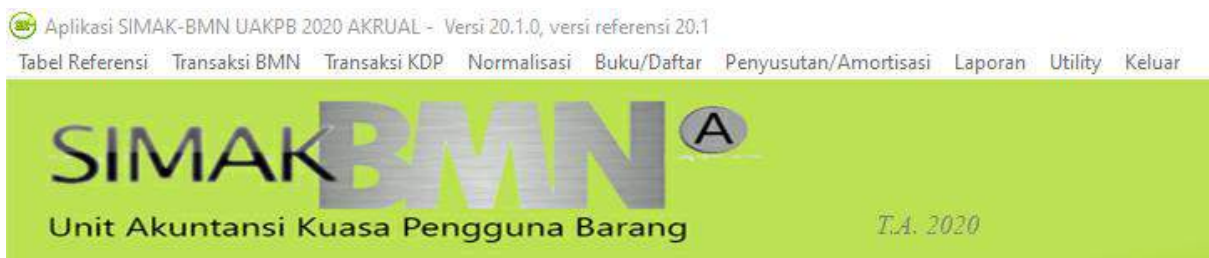 Aplikasi SIMAK-BMN UAKPB 2020 AKRUAL - Versi 20.1.0, versi referensi 20.1
Tabel Referensi Transaksi BMN Transaksi KDP Normalisasi Buku/Daftar Penyusutan/Amortisasi Laporan Utility Keluar
SIMAK BMN A
Unit Akuntansi Kuasa Pengguna Barang
T.A. 2020